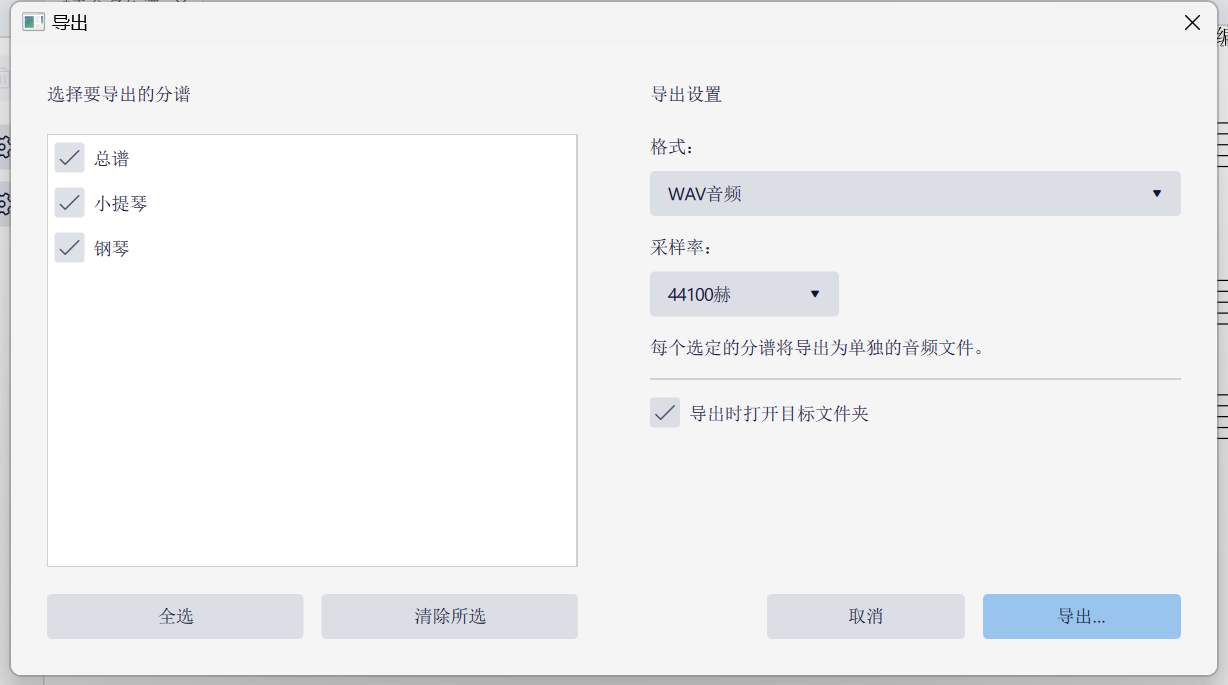 导出
选择要导出的分谱
总谱
小提琴
钢琴
全选
清除所选
导出设置
格式：
WAV音频
采样率：
44100赫
每个选定的分谱将导出为单独的音频文件。
导出时打开目标文件夹
取消
导出...